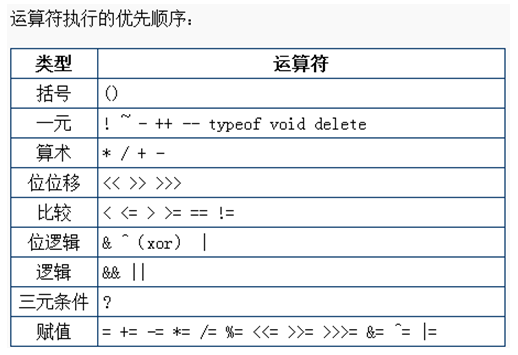 运算符执行的优先顺序：
类型 运算符
括号 ()
一元 ! ~ - ++ -- typeof void delete
算术 * / + -
位位移 << >> >>>
比较 < <= > >= == !=
位逻辑 & ^（xor） |
逻辑 && ||
三元条件 ?
赋值 = += -= *= /= %= <<= >>= >>>= &= ^= |=